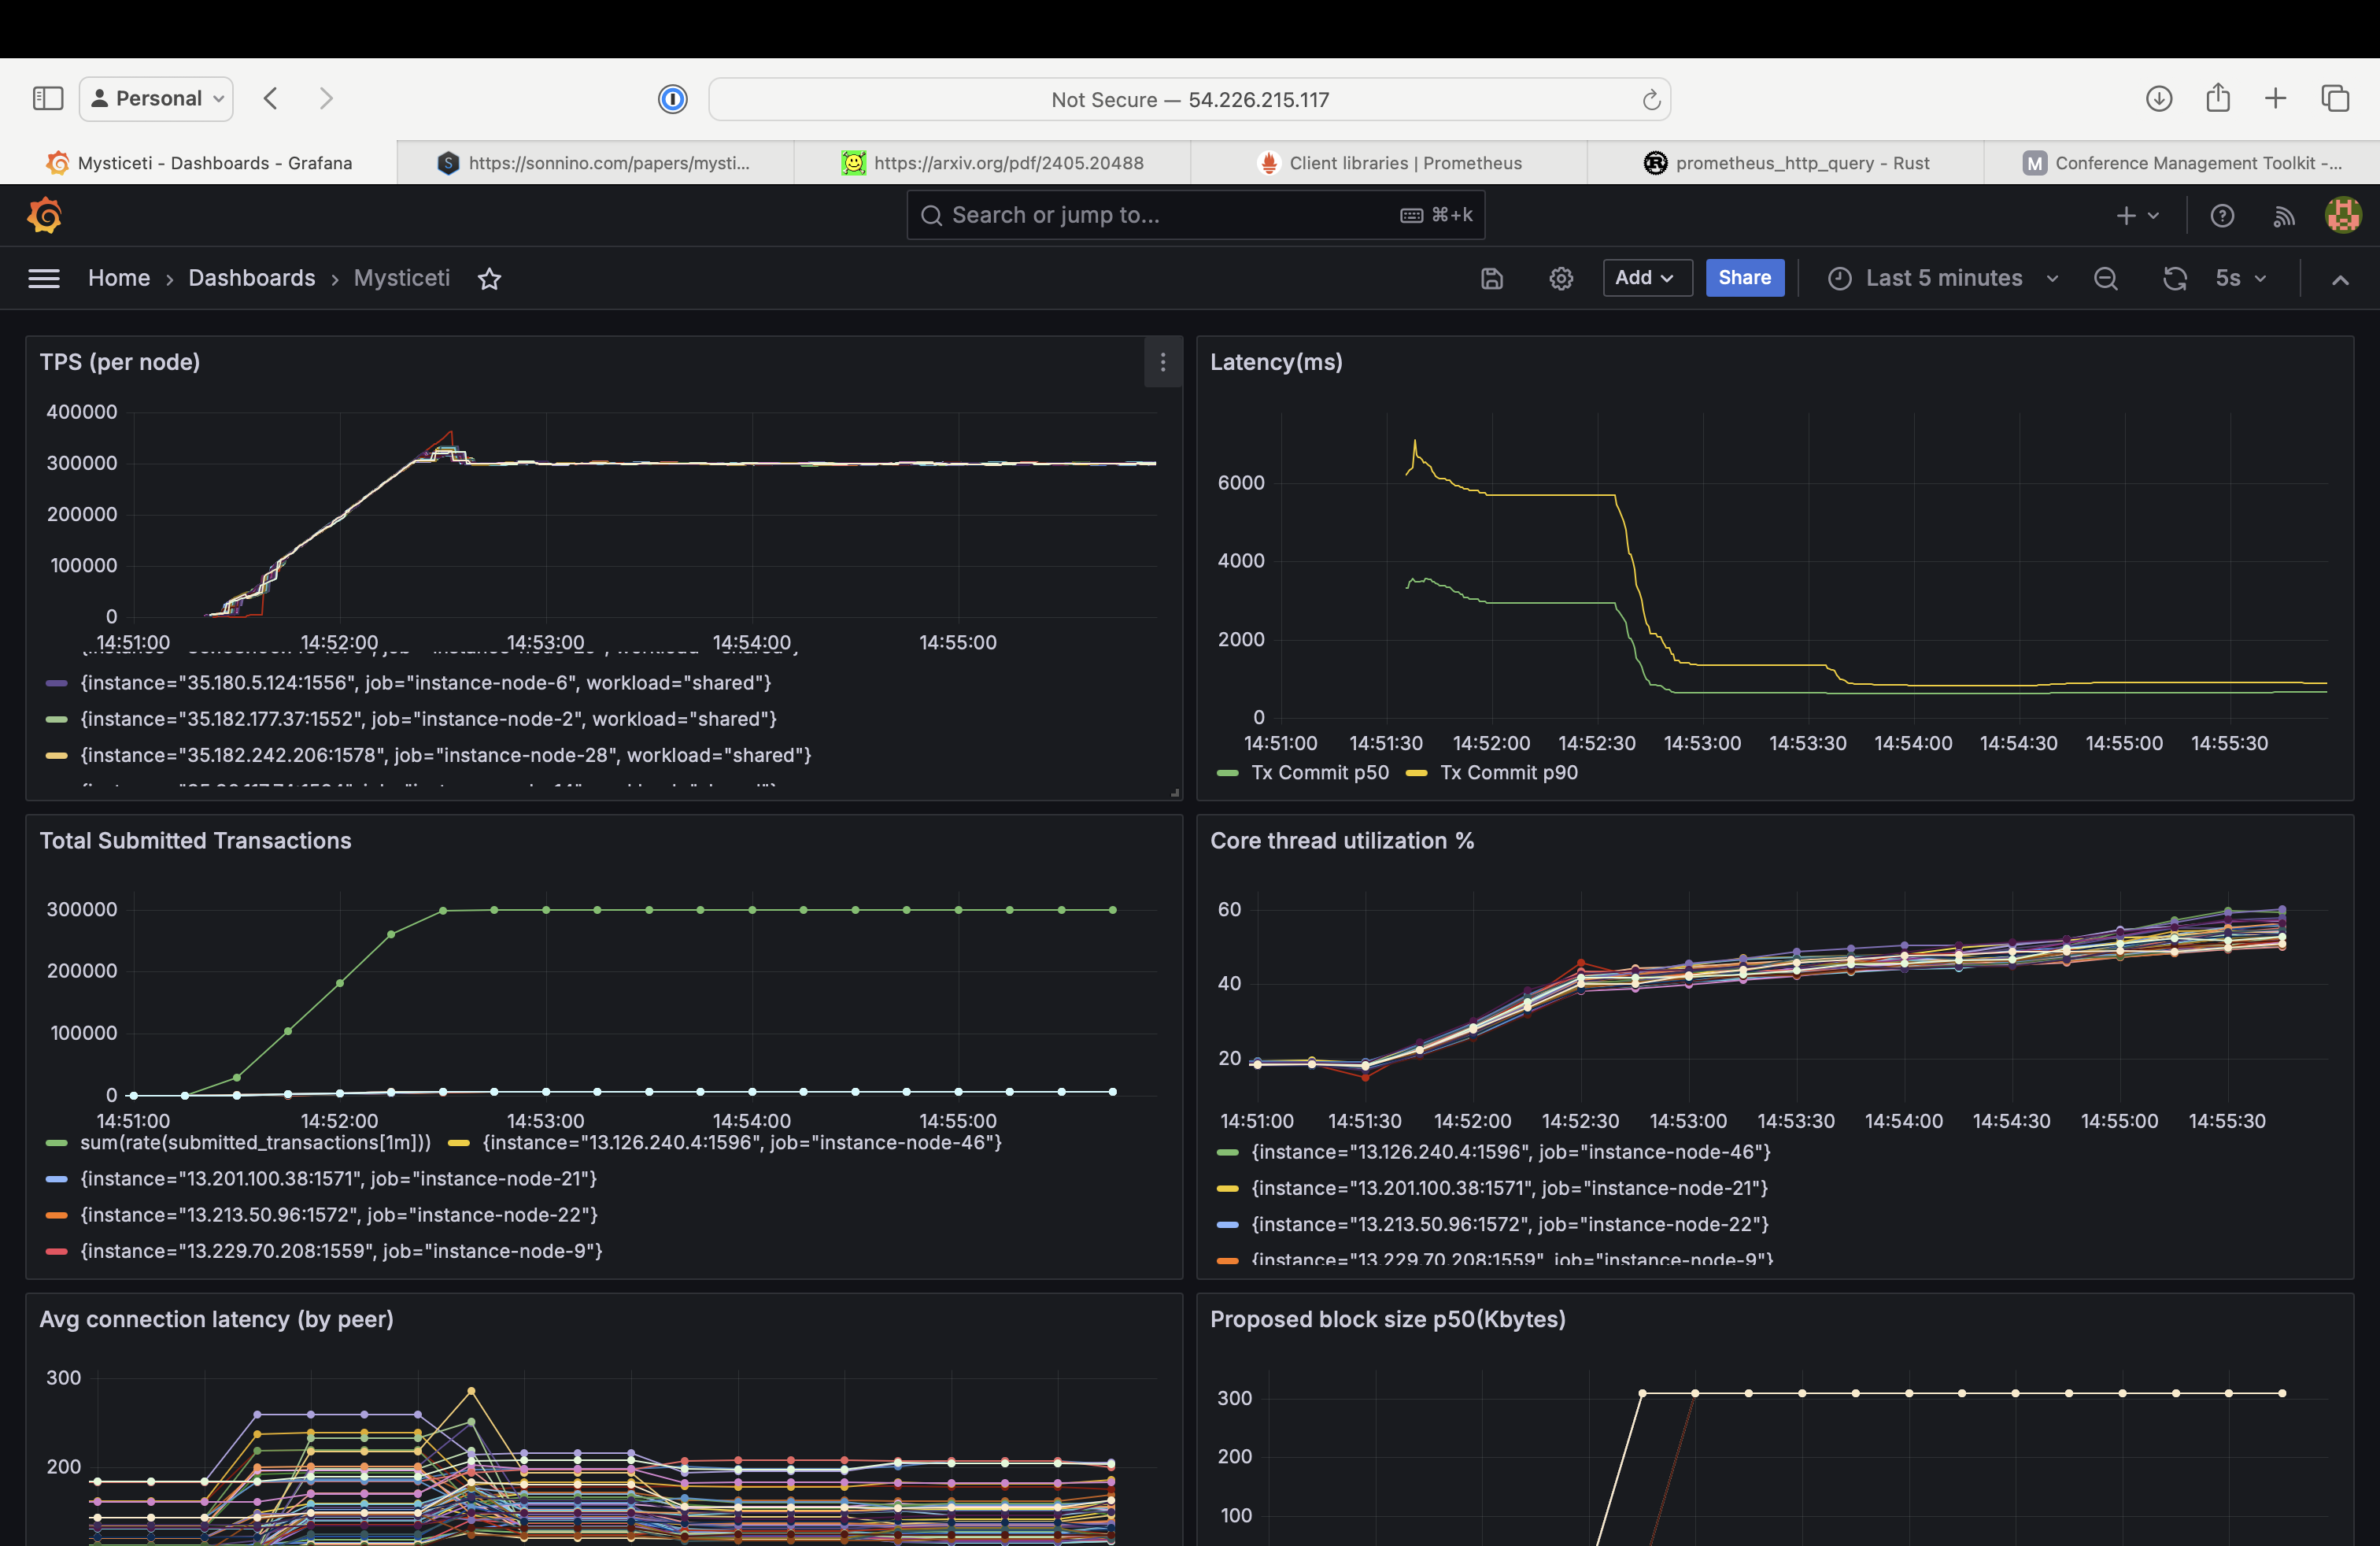 Personal
Not Secure — 54.226.215.117
Mysticeti - Dashboards - Grafana
https://sonnino.com/papers/mysti...
https://arxiv.org/pdf/2405.20488
Client libraries | Prometheus
prometheus_http_query - Rust
M Conference Management Toolkit -...
Search or jump to...
⌘+k
Home › Dashboards › Mysticeti
Add
Share
Last 5 minutes
5s
TPS (per node)
400000
300000
200000
100000
0
14:51:00 14:52:00 14:53:00 14:54:00 14:55:00
{instance="35.180.5.124:1556", job="instance-node-6", workload="shared"}
{instance="35.182.177.37:1552", job="instance-node-2", workload="shared"}
{instance="35.182.242.206:1578", job="instance-node-28", workload="shared"}
Latency(ms)
6000
4000
2000
0
14:51:00 14:51:30 14:52:00 14:52:30 14:53:00 14:53:30 14:54:00 14:54:30 14:55:00 14:55:30
Tx Commit p50 Tx Commit p90
Total Submitted Transactions
300000
200000
100000
0
14:51:00 14:52:00 14:53:00 14:54:00 14:55:00
sum(rate(submitted_transactions[1m])) {instance="13.126.240.4:1596", job="instance-node-46"}
{instance="13.201.100.38:1571", job="instance-node-21"}
{instance="13.213.50.96:1572", job="instance-node-22"}
{instance="13.229.70.208:1559", job="instance-node-9"}
Core thread utilization %
60
40
20
14:51:00 14:51:30 14:52:00 14:52:30 14:53:00 14:53:30 14:54:00 14:54:30 14:55:00 14:55:30
{instance="13.126.240.4:1596", job="instance-node-46"}
{instance="13.201.100.38:1571", job="instance-node-21"}
{instance="13.213.50.96:1572", job="instance-node-22"}
{instance="13.229.70.208:1559", job="instance-node-9"}
Avg connection latency (by peer)
300
200
Proposed block size p50(Kbytes)
300
200
100